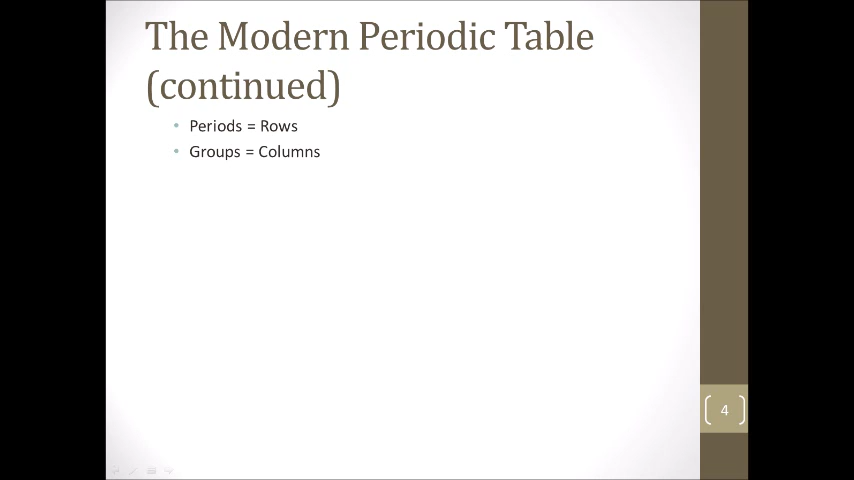 The Modern Periodic Table
(continued)
• Periods = Rows
• Groups = Columns
4